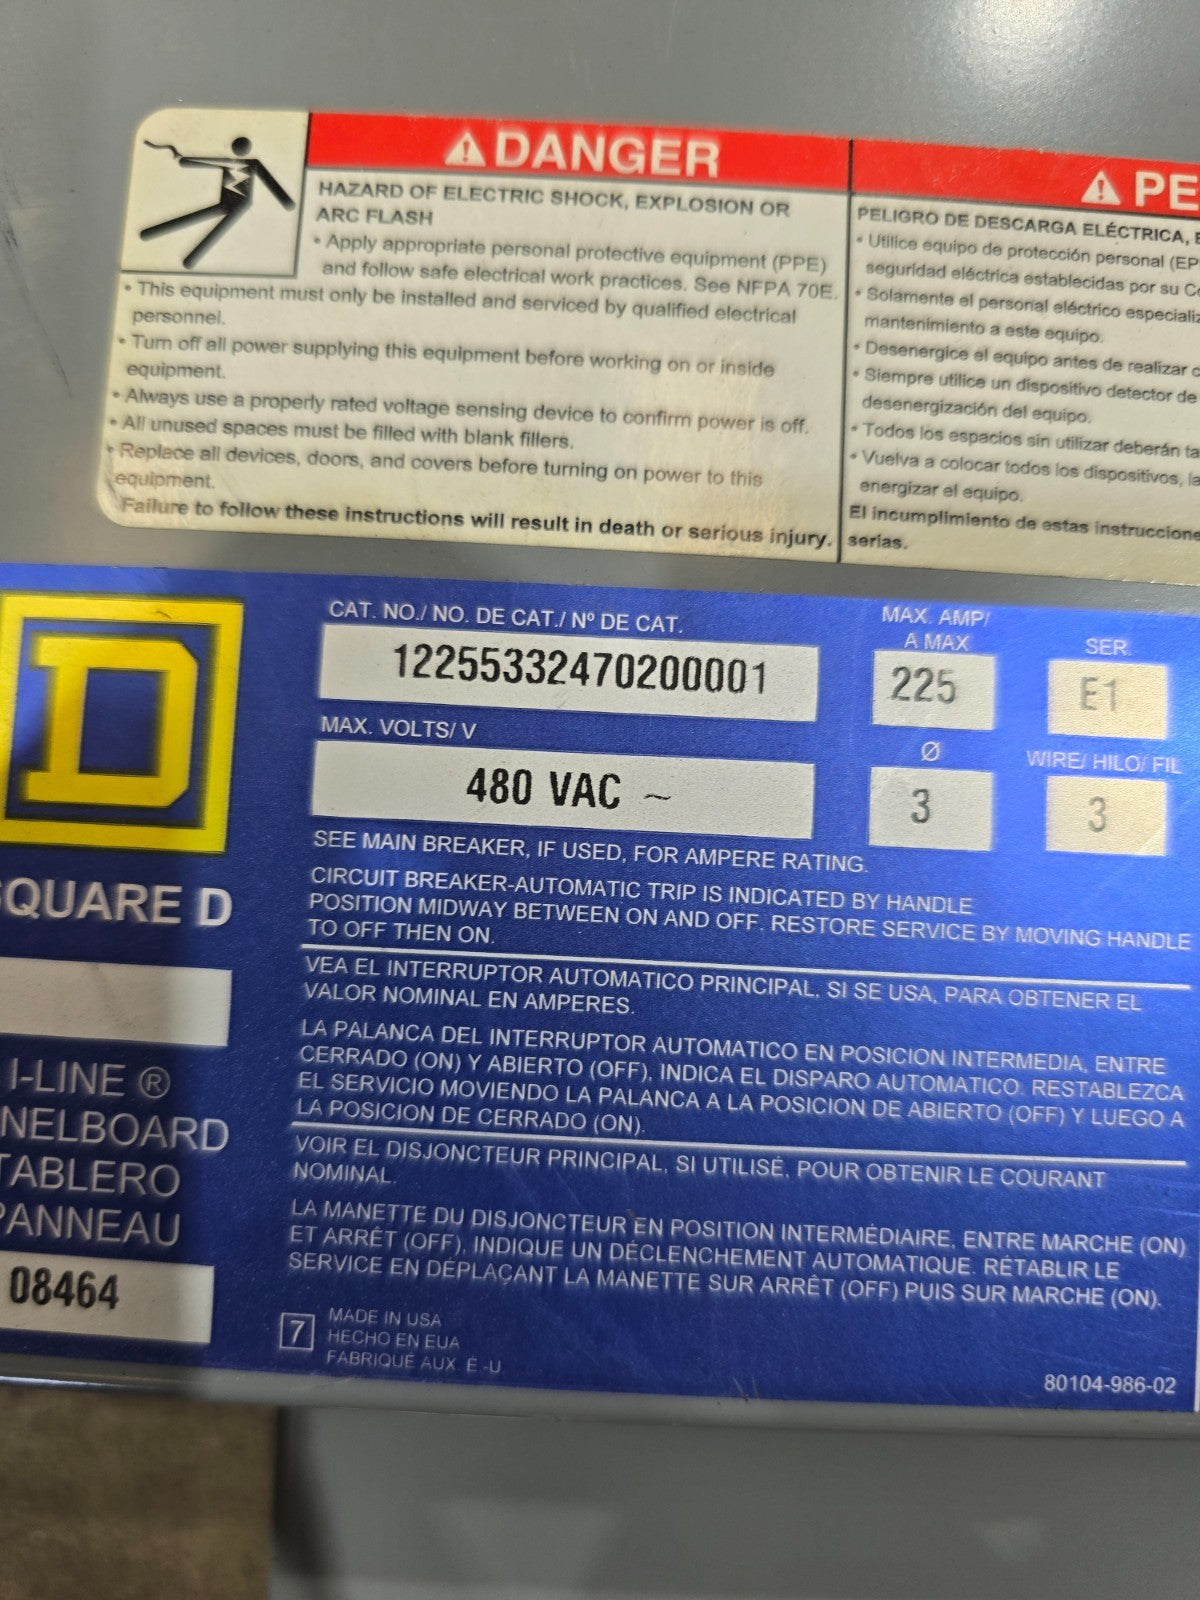 DANGER
HAZARD OF ELECTRIC SHOCK, EXPLOSION OR
ARC FLASH
• Apply appropriate personal protective equipment (PPE)
and follow safe electrical work practices. See NFPA 70E.
• This equipment must only be installed and serviced by qualified electrical
personnel.
• Turn off all power supplying this equipment before working on or inside
equipment.
• Always use a properly rated voltage sensing device to confirm power is off.
• All unused spaces must be filled with blank fillers.
• Replace all devices, doors, and covers before turning on power to this
equipment.
Failure to follow these instructions will result in death or serious injury.
PE
PELIGRO DE DESCARGA ELÉCTRICA, E
• Utilice equipo de protección personal (EP
seguridad eléctrica establecidas por su Co
• Solamente el personal eléctrico especializ
mantenimiento a este equipo.
• Desenergice el equipo antes de realizar c
• Siempre utilice un dispositivo detector de
desenergización del equipo.
• Todos los espacios sin utilizar deberán ta
• Vuelva a colocar todos los dispositivos, la
energizar el equipo.
El incumplimiento de estas instruccione
serias.
SQUARE D
I-LINE ®
NELBOARD
TABLERO
PANNEAU
08464
CAT. NO./ NO. DE CAT./ Nº DE CAT.
12255332470200001
MAX. AMP/
A MAX
225
SER.
E1
MAX. VOLTS/ V
480 VAC ~
Ø
3
WIRE/ HILO/ FIL
3
SEE MAIN BREAKER, IF USED, FOR AMPERE RATING.
CIRCUIT BREAKER-AUTOMATIC TRIP IS INDICATED BY HANDLE
POSITION MIDWAY BETWEEN ON AND OFF. RESTORE SERVICE BY MOVING HANDLE
TO OFF THEN ON.
VEA EL INTERRUPTOR AUTOMATICO PRINCIPAL, SI SE USA, PARA OBTENER EL
VALOR NOMINAL EN AMPERES.
LA PALANCA DEL INTERRUPTOR AUTOMATICO EN POSICION INTERMEDIA, ENTRE
CERRADO (ON) Y ABIERTO (OFF), INDICA EL DISPARO AUTOMATICO. RESTABLEZCA
EL SERVICIO MOVIENDO LA PALANCA A LA POSICION DE ABIERTO (OFF) Y LUEGO A
LA POSICION DE CERRADO (ON).
VOIR EL DISJONCTEUR PRINCIPAL, SI UTILISÉ, POUR OBTENIR LE COURANT
NOMINAL.
LA MANETTE DU DISJONCTEUR EN POSITION INTERMÉDIAIRE, ENTRE MARCHE (ON)
ET ARRÊT (OFF), INDIQUE UN DÉCLENCHEMENT AUTOMATIQUE. RÉTABLIR LE
SERVICE EN DÉPLAÇANT LA MANETTE SUR ARRÊT (OFF) PUIS SUR MARCHE (ON).
7
MADE IN USA
HECHO EN EUA
FABRIQUÉ AUX É.-U
80104-986-02